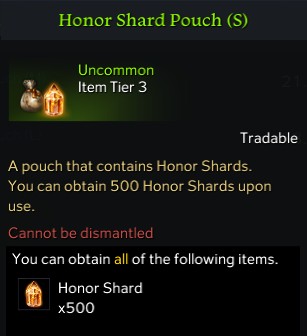 Honor Shard Pouch (S)
Uncommon
Item Tier 3
Tradable
A pouch that contains Honor Shards.
You can obtain 500 Honor Shards upon
use.
Cannot be dismantled
You can obtain all of the following items.
Honor Shard
x500